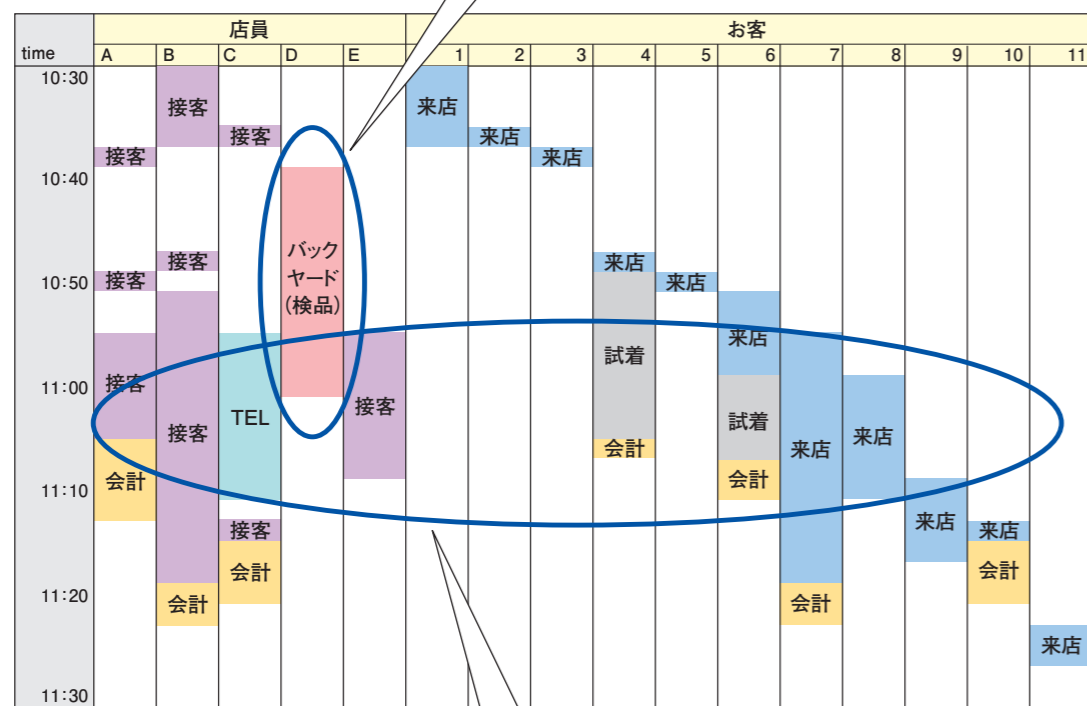 店員 お客
time A B C D E 1 2 3 4 5 6 7 8 9 10 11
10:30
接客 来店
接客 来店
接客 来店
10:40
バック
ヤード
(検品)
接客 来店
10:50 接客 来店
来店
試着
11:00 接客
接客
TEL 試着 来店
接客 来店
会計
会計 会計
11:10
来店
接客 来店
会計 会計
11:20 会計 会計
来店
11:30